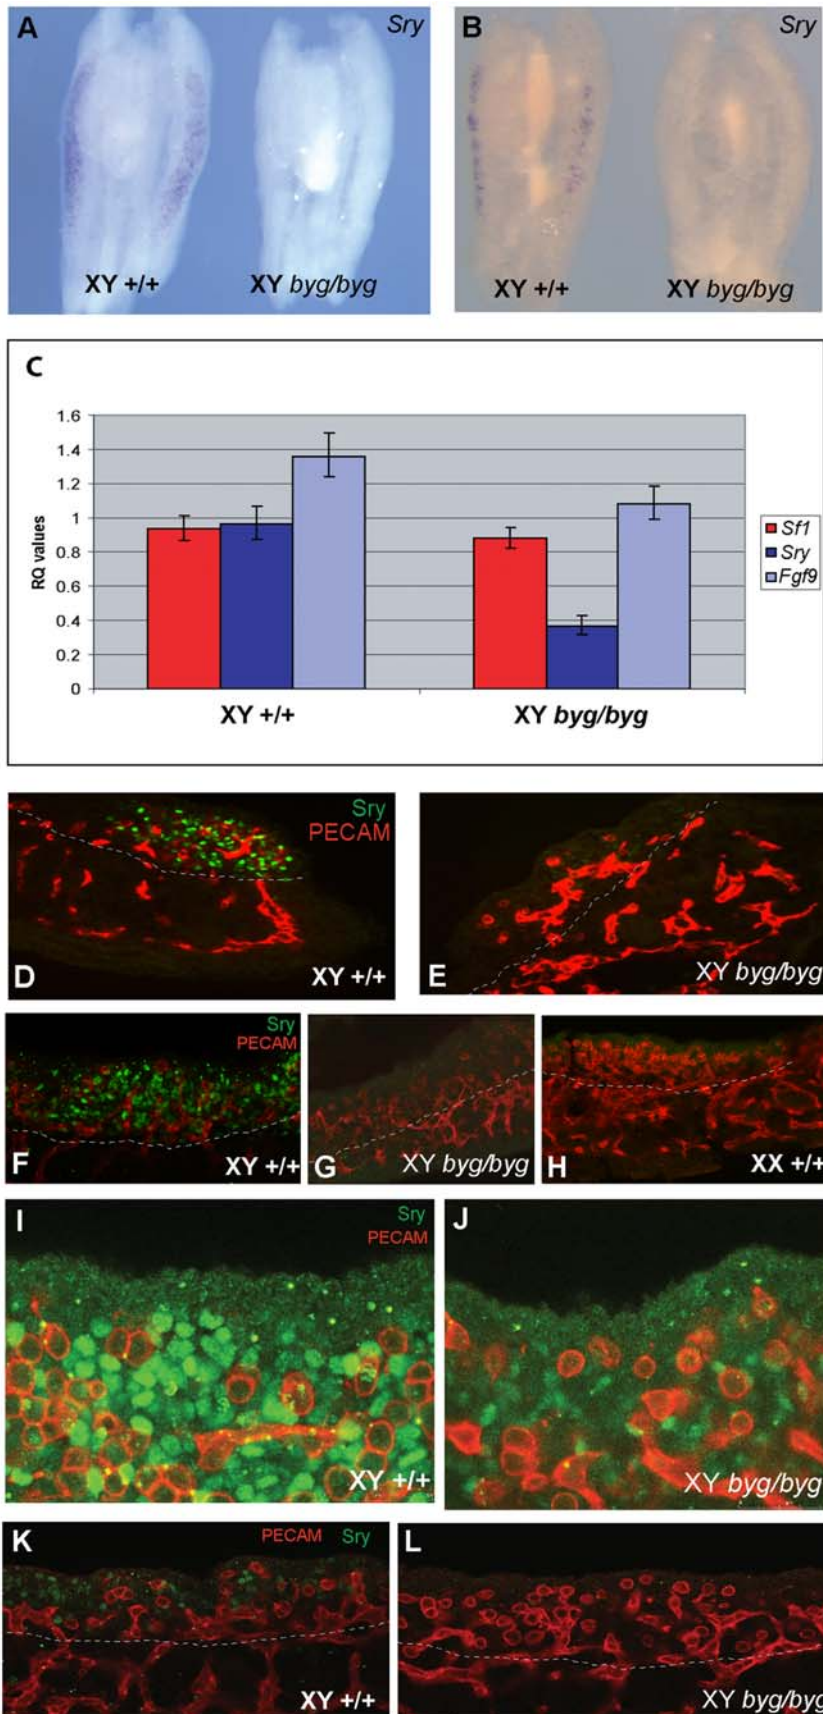 A
Sry
XY +/+
XY byg/byg
B
Sry
XY +/+
XY byg/byg
C
1.6
1.4
1.2
1
0.8
0.6
0.4
0.2
0
RQ values
XY +/+
XY byg/byg
Sf1
Sry
Fgf9
Sry
PECAM
D
XY +/+
E
XY byg/byg
Sry
PECAM
F
XY +/+
G
XY byg/byg
H
XX +/+
I
Sry
PECAM
XY +/+
J
XY byg/byg
K
PECAM Sry
XY +/+
L
XY byg/byg